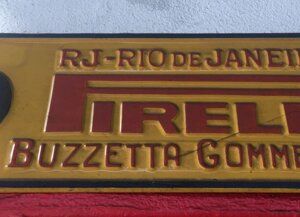 RJ-RIO DE JANEI
PIRELL
BUZZETTA GOMME